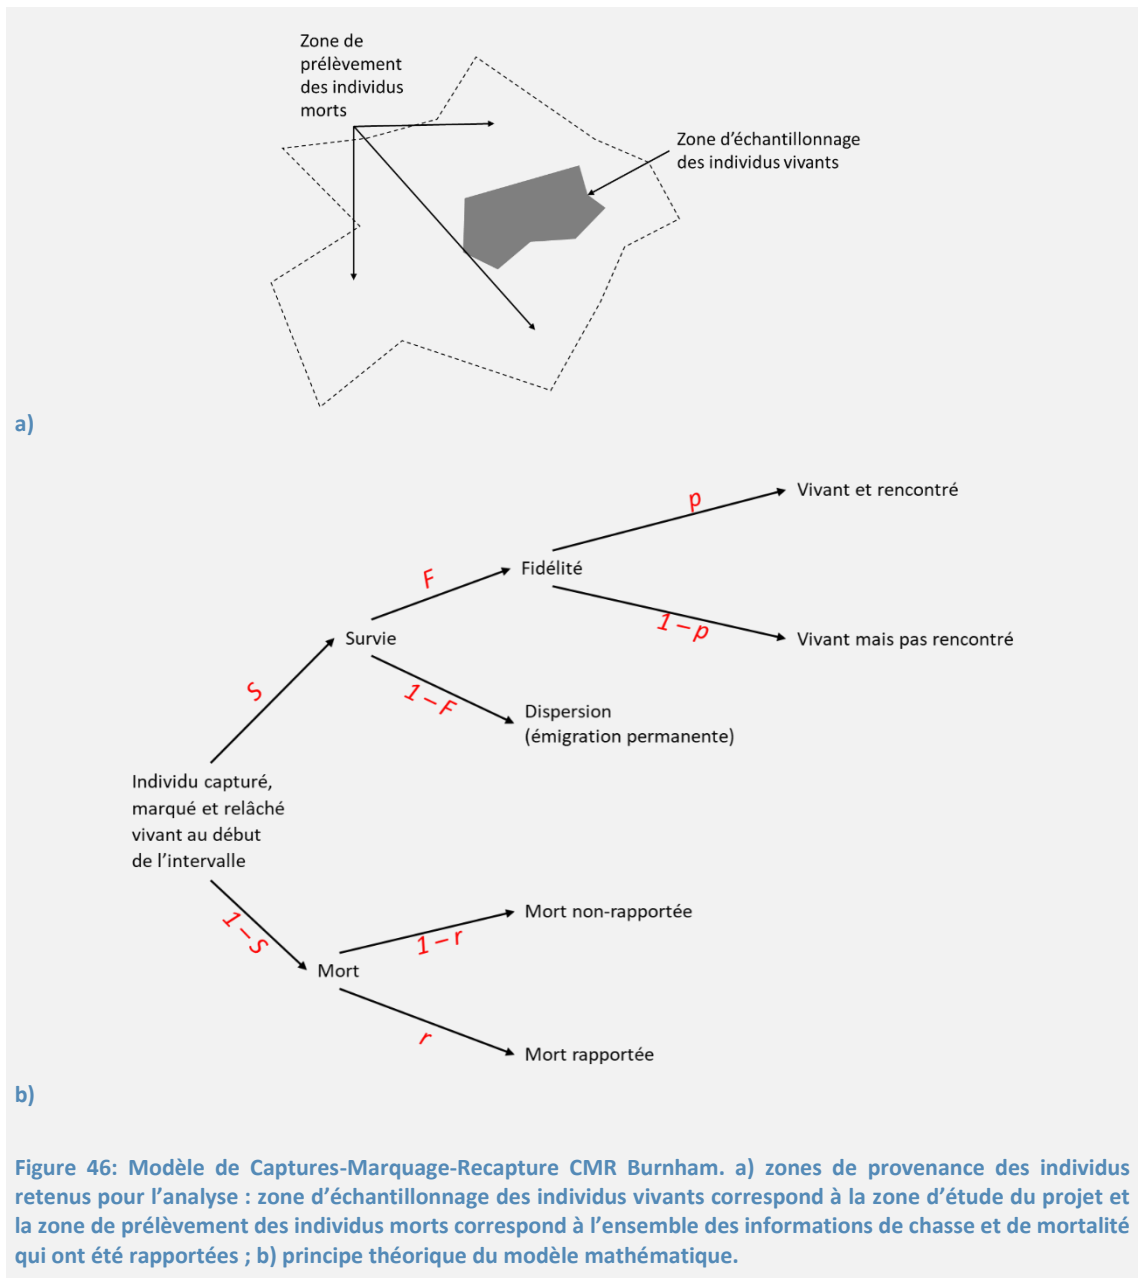 Zone de
prélèvement
des individus
morts
Zone d'échantillonnage
des individus vivants
a)
p
Vivant et rencontré
F
Fidélité
1 – p
Vivant mais pas rencontré
Survie
S
1 – F
Dispersion
(émigration permanente)
Individu capturé,
marqué et relâché
vivant au début
de l'intervalle
1 – S
Mort non-rapportée
1 – r
Mort
r
Mort rapportée
b)
Figure 46: Modèle de Captures-Marquage-Recapture CMR Burnham. a) zones de provenance des individus
retenus pour l'analyse : zone d'échantillonnage des individus vivants correspond à la zone d'étude du projet et
la zone de prélèvement des individus morts correspond à l'ensemble des informations de chasse et de mortalité
qui ont été rapportées ; b) principe théorique du modèle mathématique.